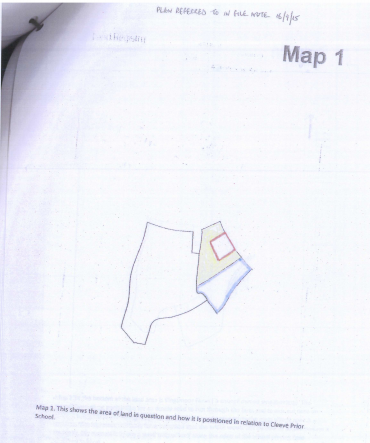 PLAN REFERRED TO IN FILE NOTE 16/9/15
Map 1
Map 1. This shows the area of land in question and how it is positioned in relation to Cleeve Prior
School